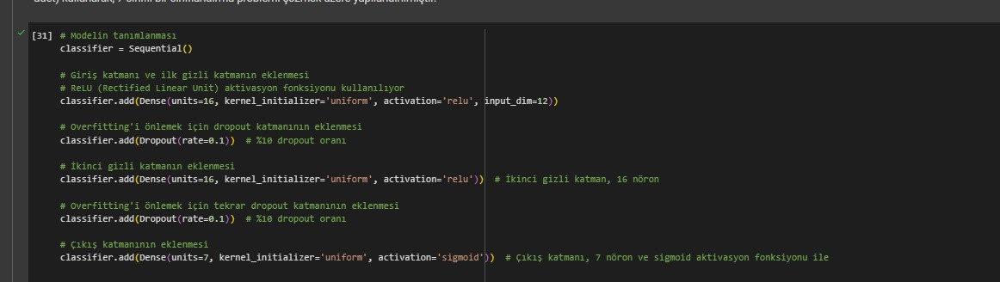 adet) kullanarak, 7 sınıflı bir sınıflandırma problemi çözmek üzere yapılandırılmıştır.
[31] # Modelin tanımlanması
classifier = Sequential()
# Giriş katmanı ve ilk gizli katmanın eklenmesi
# ReLU (Rectified Linear Unit) aktivasyon fonksiyonu kullanılıyor
classifier.add(Dense(units=16, kernel_initializer='uniform', activation='relu', input_dim=12))
# Overfitting'i önlemek için dropout katmanının eklenmesi
classifier.add(Dropout(rate=0.1))  # %10 dropout oranı
# İkinci gizli katmanın eklenmesi
classifier.add(Dense(units=16, kernel_initializer='uniform', activation='relu'))  # İkinci gizli katman, 16 nöron
# Overfitting'i önlemek için tekrar dropout katmanının eklenmesi
classifier.add(Dropout(rate=0.1))  # %10 dropout oranı
# Çıkış katmanının eklenmesi
classifier.add(Dense(units=7, kernel_initializer='uniform', activation='sigmoid'))  # Çıkış katmanı, 7 nöron ve sigmoid aktivasyon fonksiyonu ile